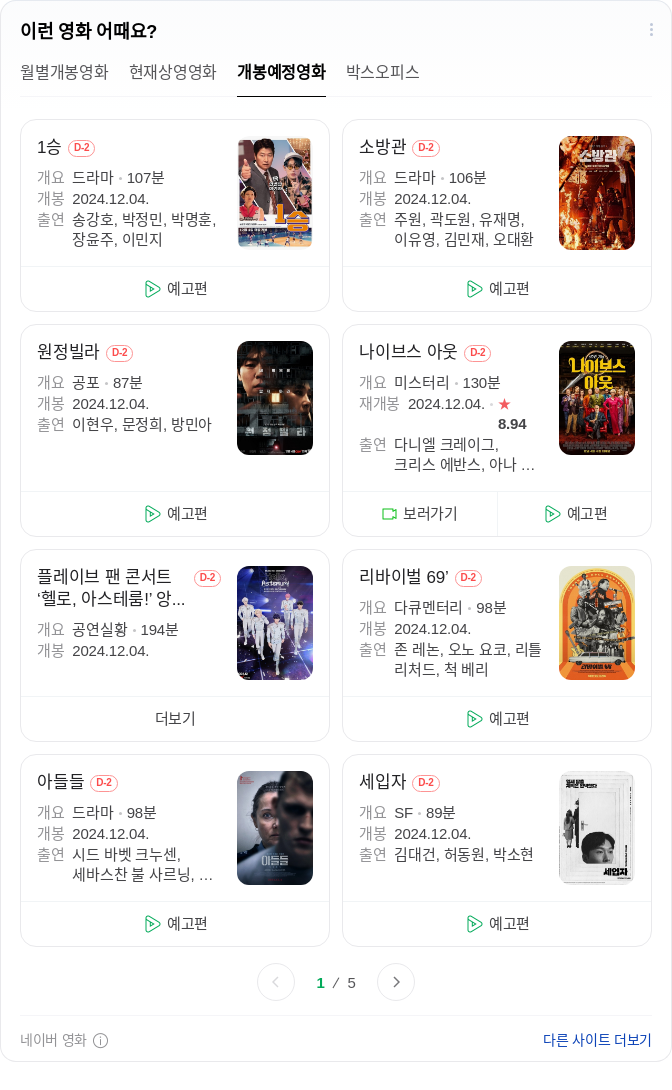 이런 영화 어때요?
월별개봉영화 현재상영영화 개봉예정영화 박스오피스
1승 D-2
개요 드라마 107분
개봉 2024.12.04.
출연 송강호, 박정민, 박명훈,
장윤주, 이민지
1승
예고편
소방관 D-2
개요 드라마 106분
개봉 2024.12.04.
출연 주원, 곽도원, 유재명,
이유영, 김민재, 오대환
소방관
예고편
원정빌라 D-2
개요 공포 87분
개봉 2024.12.04.
출연 이현우, 문정희, 방민아
원정빌라
예고편
나이브스 아웃 D-2
개요 미스터리 130분
재개봉 2024.12.04. ★
8.94
출연 다니엘 크레이그,
크리스 에반스, 아나 ...
나이브스
아웃
보러가기 예고편
플레이브 팬 콘서트 D-2
‘헬로, 아스테룸!’ 앙...
개요 공연실황 194분
개봉 2024.12.04.
더보기
리바이벌 69’ D-2
개요 다큐멘터리 98분
개봉 2024.12.04.
출연 존 레논, 오노 요코, 리틀
리처드, 척 베리
예고편
아들들 D-2
개요 드라마 98분
개봉 2024.12.04.
출연 시드 바벳 크누센,
세바스찬 불 사르닝, ...
아들들
예고편
세입자 D-2
개요 SF 89분
개봉 2024.12.04.
출연 김대건, 허동원, 박소현
세입자
예고편
1 / 5
네이버 영화 다른 사이트 더보기